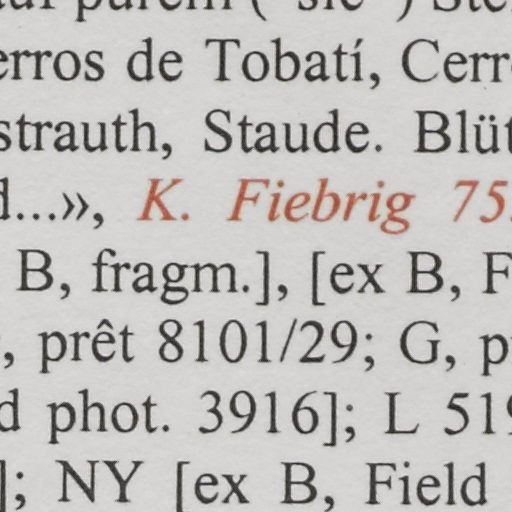 erros de Tobatí, Cerr
strauth, Staude. Blüt
d...», K. Fiebrig 75
B, fragm.], [ex B, F
, prêt 8101/29; G, p
d phot. 3916]; L 519
]; NY [ex B, Field